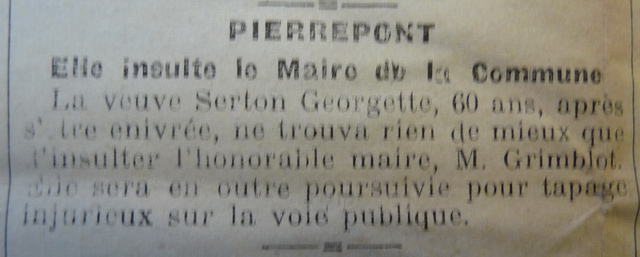 PIERREPONT
Elle insulte le Maire de la Commune
La veuve Serton Georgette, 60 ans, après
s'être enivrée, ne trouva rien de mieux que
d'insulter l'honorable maire, M. Grimblot.
Elle sera en outre poursuivie pour tapage
injurieux sur la voie publique.